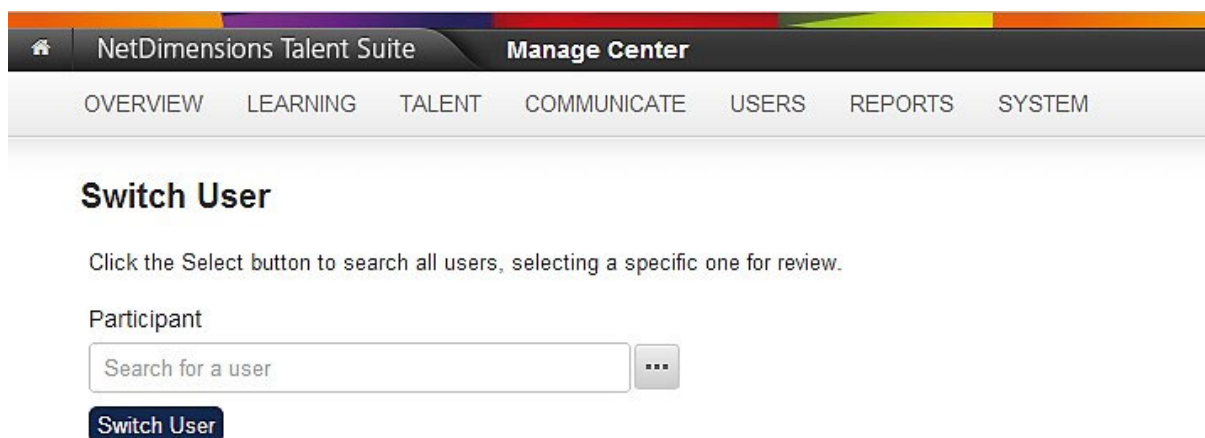 NetDimensions Talent Suite Manage Center
OVERVIEW LEARNING TALENT COMMUNICATE USERS REPORTS SYSTEM
Switch User
Click the Select button to search all users, selecting a specific one for review.
Participant
Search for a user
Switch User